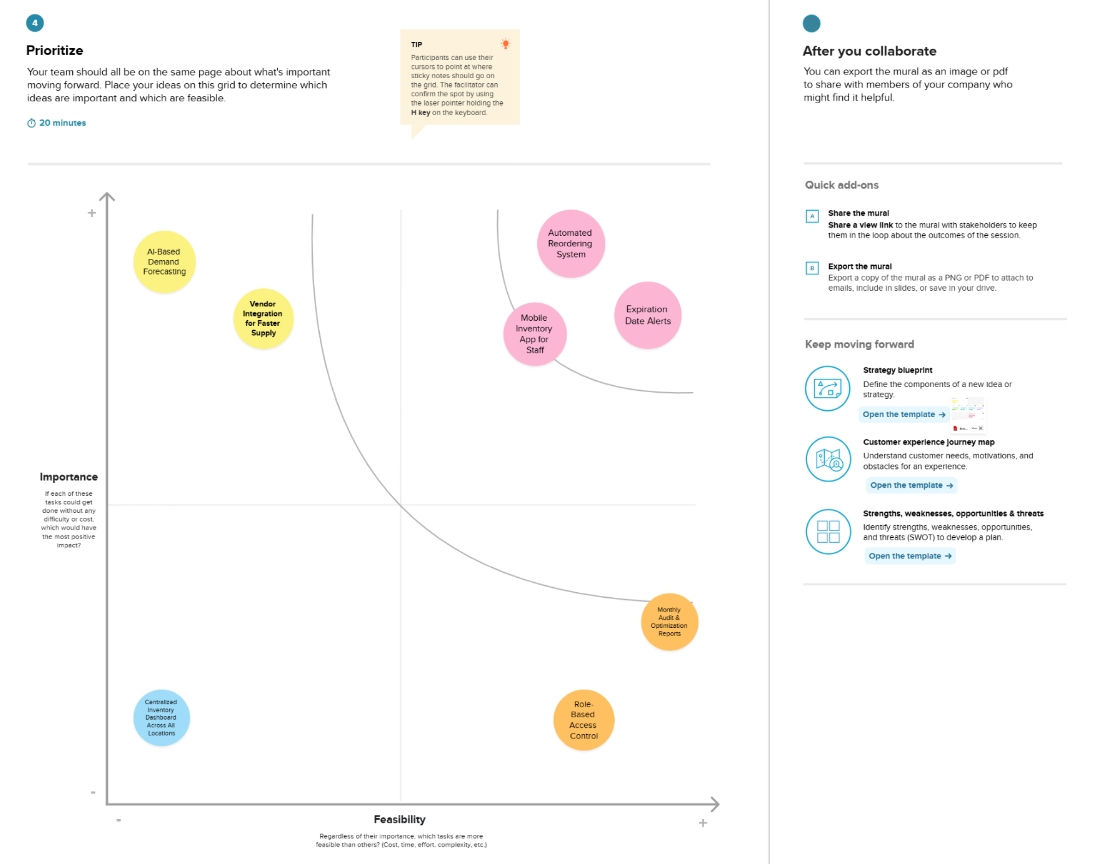 4
Prioritize
Your team should all be on the same page about what's important
moving forward. Place your ideas on this grid to determine which
ideas are important and which are feasible.
20 minutes
TIP
Participants can use their
cursors to point at where
sticky notes should go on
the grid. The facilitator can
confirm the spot by using
the laser pointer holding the
H key on the keyboard.
+
AI-Based
Demand
Forecasting
Vendor
Integration
for Faster
Supply
Automated
Reordering
System
Mobile
Inventory
App for
Staff
Expiration
Date Alerts
Importance
If each of these
tasks could get
done without any
difficulty or cost,
which would have
the most positive
impact?
Monthly
Audit &
Optimization
Reports
Centralized
Inventory
Dashboard
Across All
Locations
Role-
Based
Access
Control
-
-
Feasibility
+
Regardless of their importance, which tasks are more
feasible than others? (Cost, time, effort, complexity, etc.)
After you collaborate
You can export the mural as an image or pdf
to share with members of your company who
might find it helpful.
Quick add-ons
A
Share the mural
Share a view link to the mural with stakeholders to keep
them in the loop about the outcomes of the session.
B
Export the mural
Export a copy of the mural as a PNG or PDF to attach to
emails, include in slides, or save in your drive.
Keep moving forward
Strategy blueprint
Define the components of a new idea or
strategy.
Open the template →
Customer experience journey map
Understand customer needs, motivations, and
obstacles for an experience.
Open the template →
Strengths, weaknesses, opportunities & threats
Identify strengths, weaknesses, opportunities,
and threats (SWOT) to develop a plan.
Open the template →